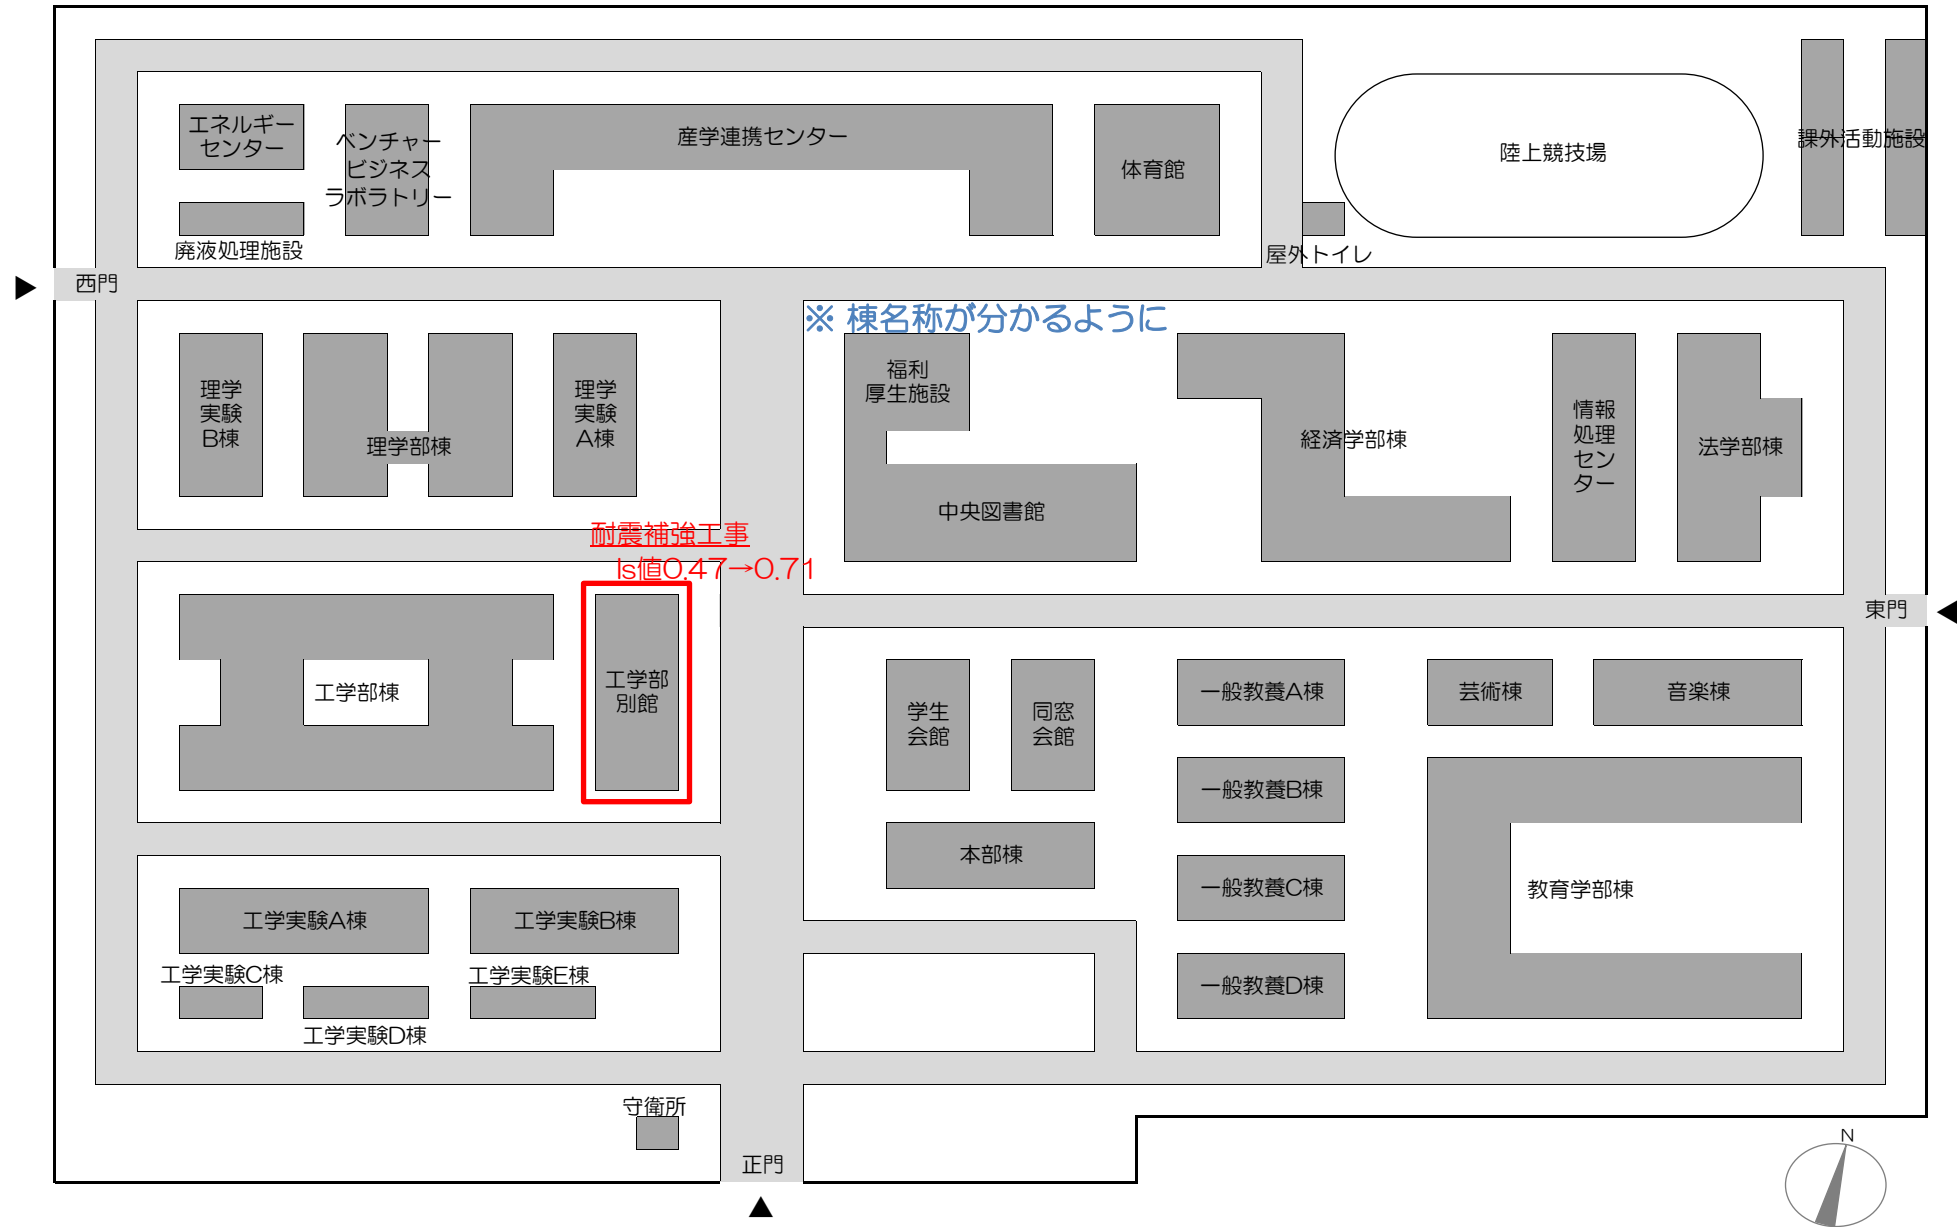 エネルギー
センター
ベンチャー
ビジネス
ラボラトリー
産学連携センター
体育館
陸上競技場
課外活動施設
廃液処理施設
屋外トイレ
西門
※ 棟名称が分かるように
理学
実験
B棟
理学部棟
理学
実験
A棟
福利
厚生施設
中央図書館
経済学部棟
情報
処理
セン
ター
法学部棟
耐震補強工事
Is値0.47→0.71
東門
工学部棟
工学部
別館
学生
会館
同窓
会館
一般教養A棟
芸術棟
音楽棟
一般教養B棟
本部棟
一般教養C棟
教育学部棟
工学実験A棟
工学実験B棟
工学実験C棟
工学実験E棟
一般教養D棟
工学実験D棟
守衛所
正門
N